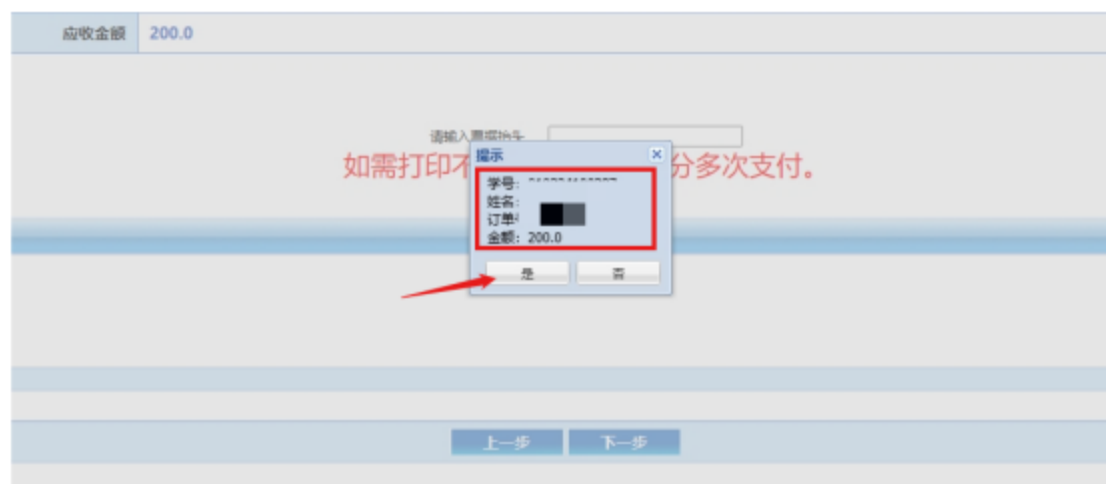 应收金额 200.0
请输入票据抬头
如需打印不 分多次支付。
提示
学号:
姓名:
订单
金额: 200.0
是 否
上一步 下一步